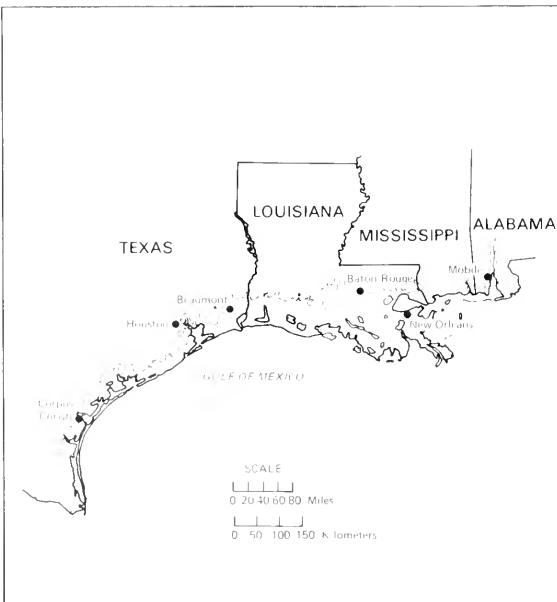 LOUISIANA
ALABAMA
MISSISSIPPI
TEXAS
Mobile
Baton Rouge
Beaumont
Houston
New Orleans
GULF OF MEXICO
Corpus
Christi
SCALE
0 20 40 60 80 Miles
0 50 100 150 Kilometers